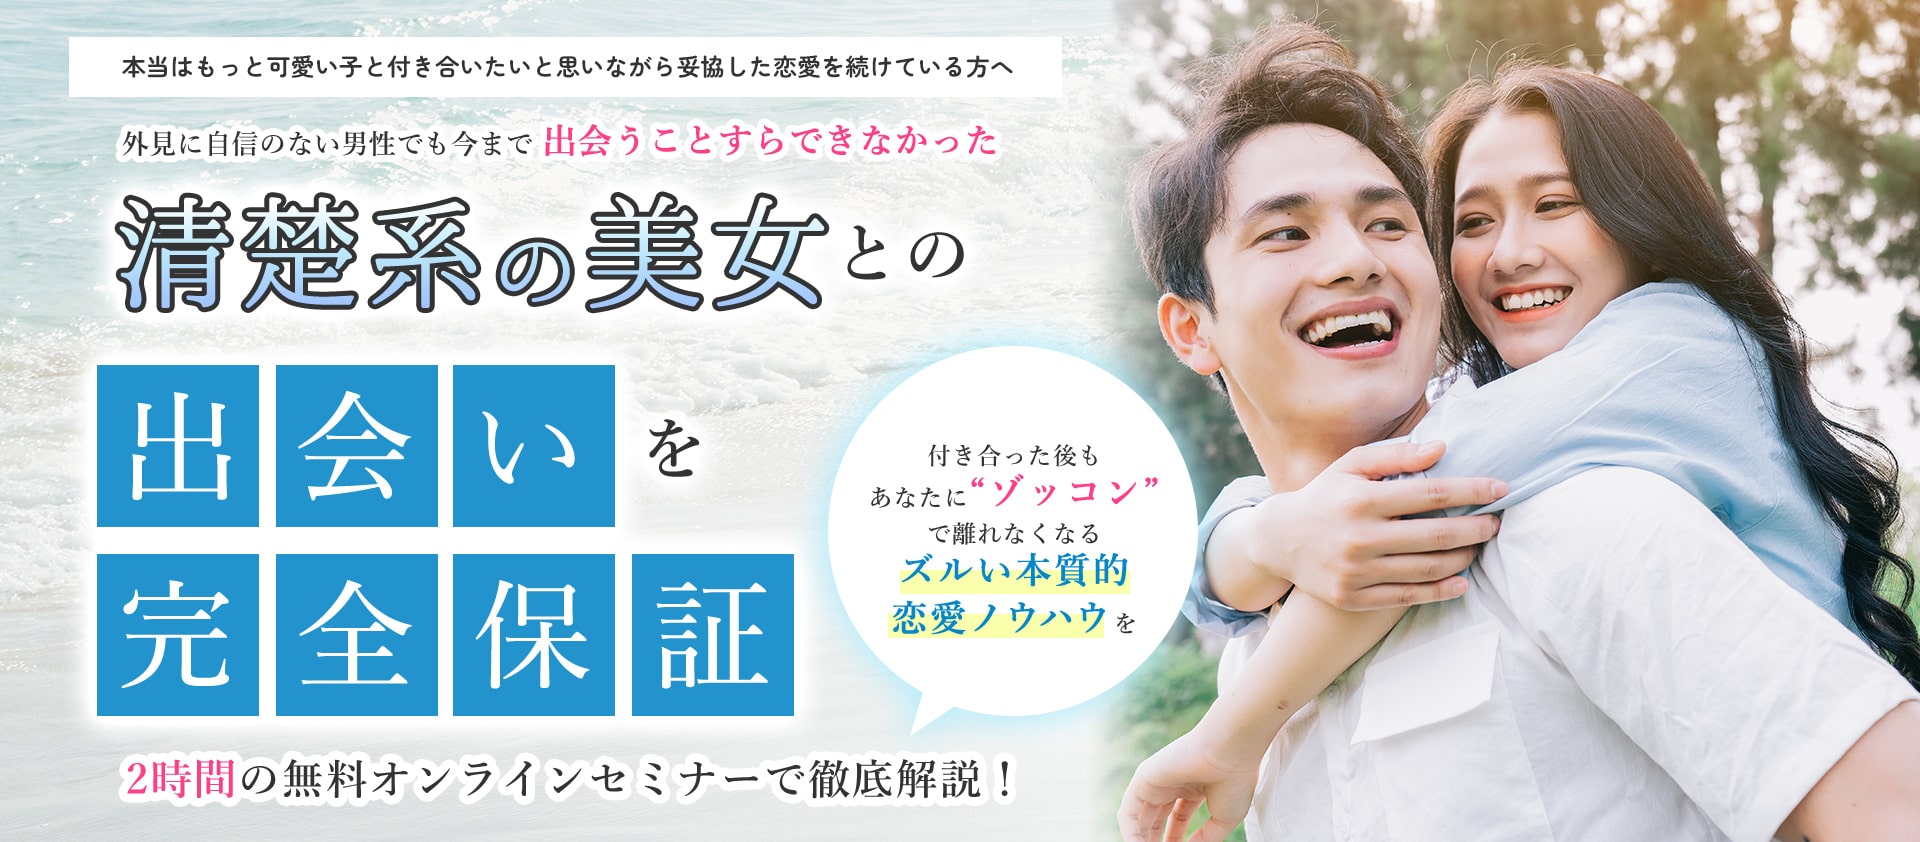 本当はもっと可愛い子と付き合いたいと思いながら妥協した恋愛を続けている方へ
外見に自信のない男性でも今まで 出会うことすらできなかった
清楚系の美女との
出会いを
完全保証
付き合った後も
あなたに“ゾッコン”
で離れなくなる
ズルい本質的
恋愛ノウハウを
2時間の無料オンラインセミナーで徹底解説！